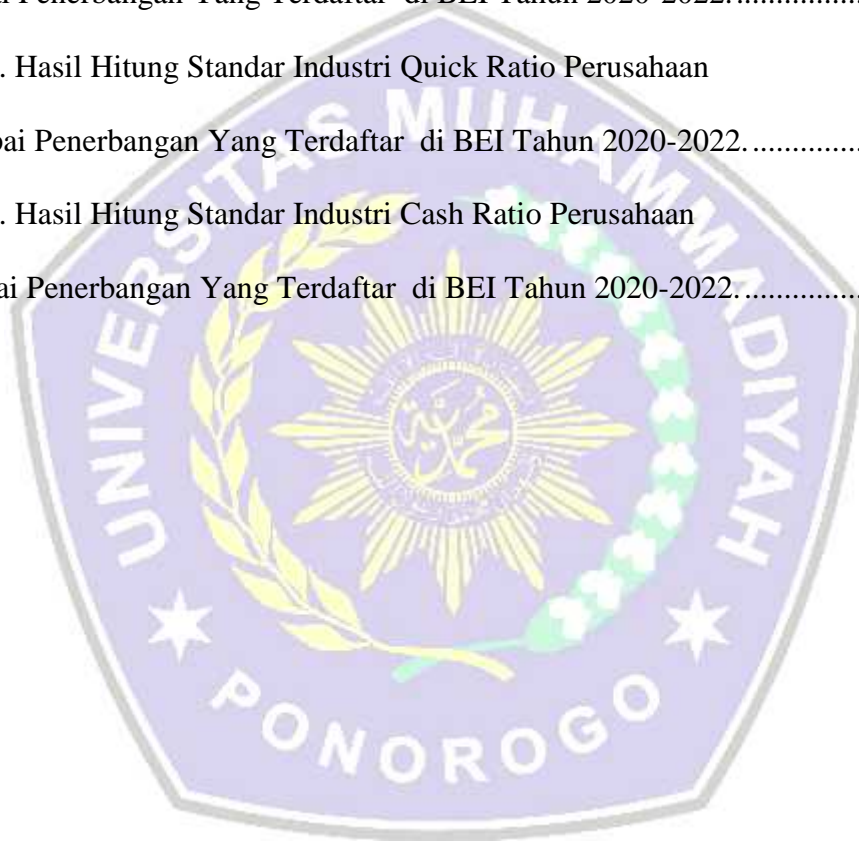 Penerbangan Yang Terdaftar di BEI Tahun 2020-2022. ...............
. Hasil Hitung Standar Industri Quick Ratio Perusahaan
pai Penerbangan Yang Terdaftar di BEI Tahun 2020-2022. ...............
. Hasil Hitung Standar Industri Cash Ratio Perusahaan
ai Penerbangan Yang Terdaftar di BEI Tahun 2020-2022. ...............
UNIVERSITAS MUHAMMADIYAH
PONOROGO
محمدية